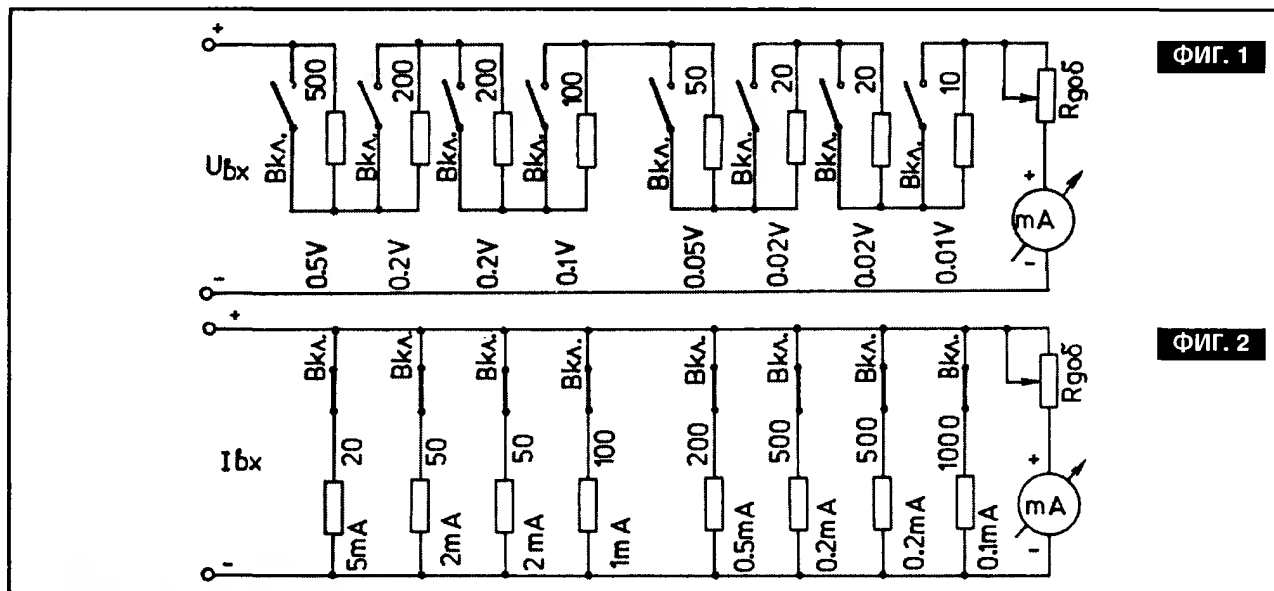 +
ФИГ. 1
500
200
200
100
50
20
20
10
Rдоб
Uвх
Вкл.
Вкл.
Вкл.
Вкл.
Вкл.
Вкл.
Вкл.
Вкл.
+
mA
-
0.5V
0.2V
0.2V
0.1V
0.05V
0.02V
0.02V
0.01V
-
+
ФИГ. 2
Вкл.
Вкл.
Вкл.
Вкл.
Вкл.
Вкл.
Вкл.
Вкл.
Rдоб
Iвх
20
50
50
100
200
500
500
1000
+
mA
-
5mA
2mA
2mA
1mA
0.5mA
0.2mA
0.2mA
0.1mA
-